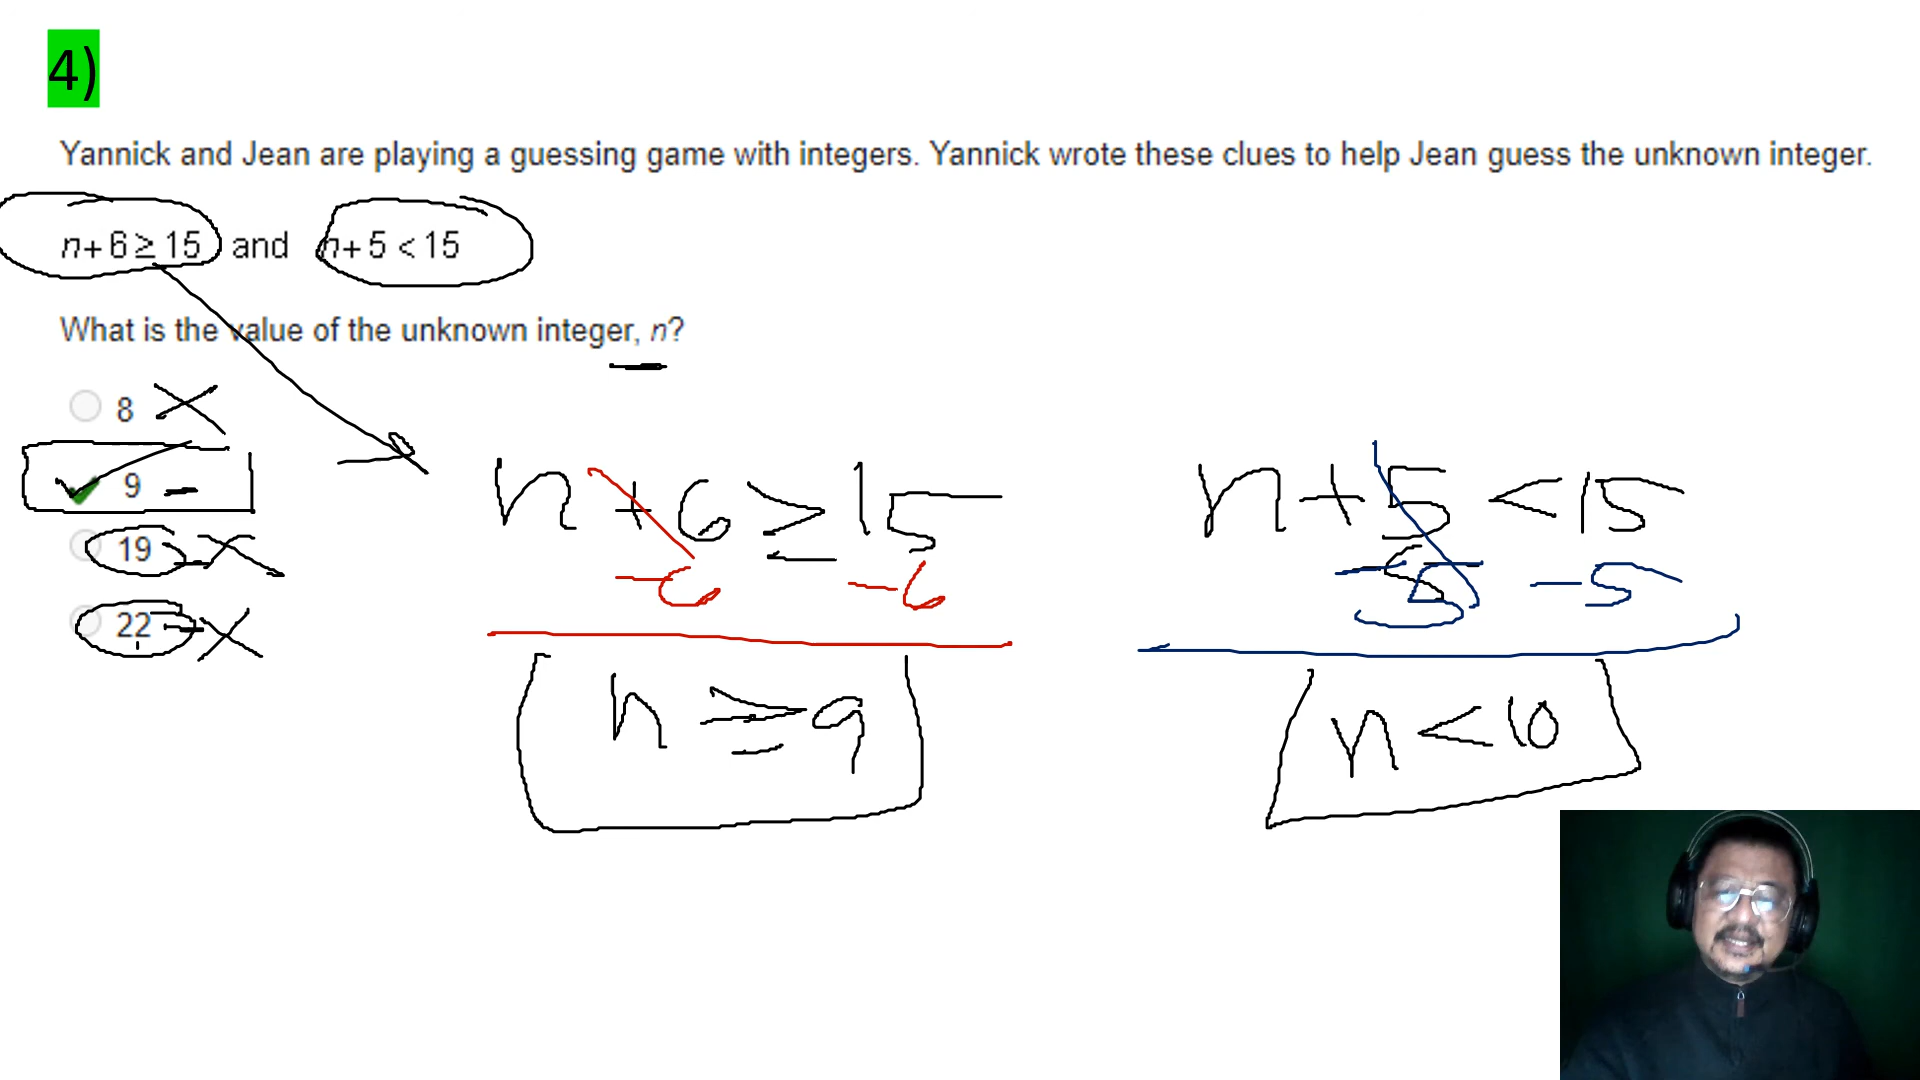 4)
Yannick and Jean are playing a guessing game with integers. Yannick wrote these clues to help Jean guess the unknown integer.
n+6≥15 and n+5<15
What is the value of the unknown integer, n?
8 X
9 -
19 - X
22 - X
n+6≥15
-6 -6
n≥9
n+5<15
-5 -5
n<10